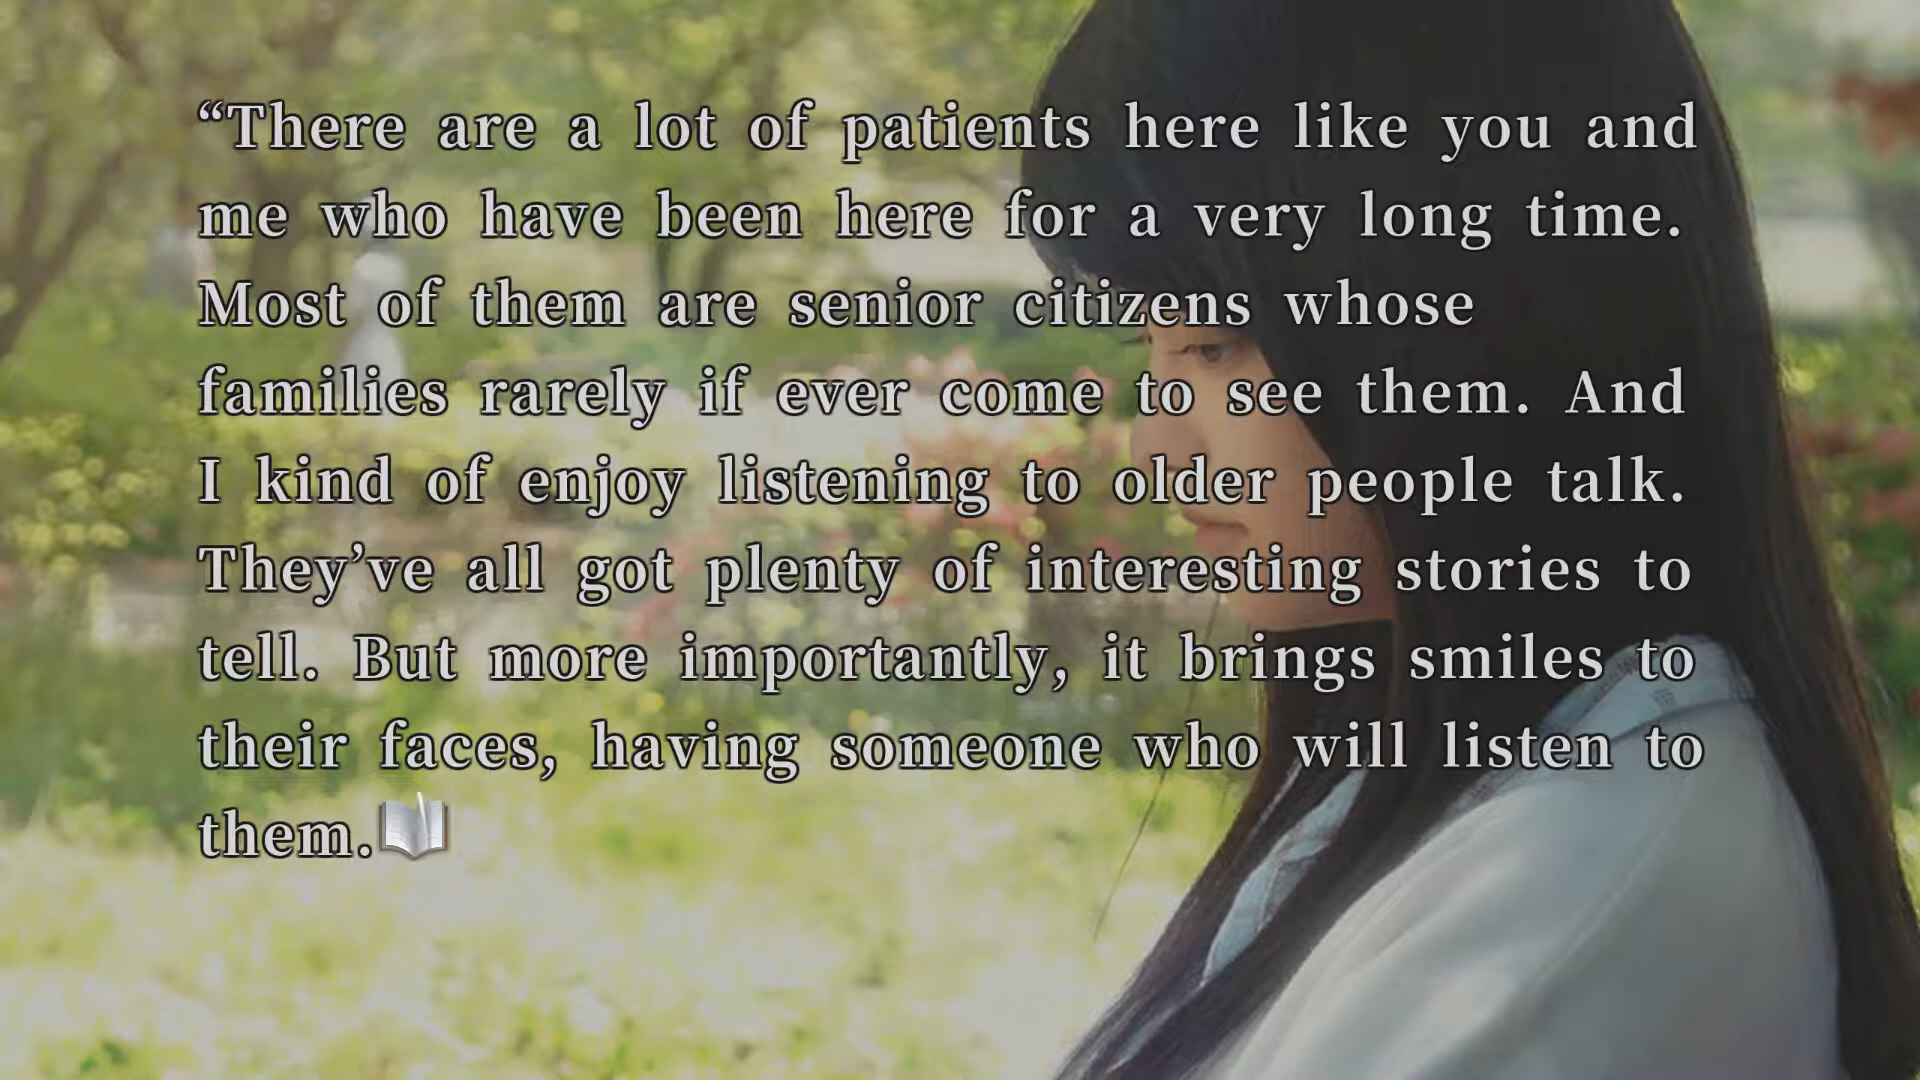 “There are a lot of patients here like you and
me who have been here for a very long time.
Most of them are senior citizens whose
families rarely if ever come to see them. And
I kind of enjoy listening to older people talk.
They’ve all got plenty of interesting stories to
tell. But more importantly, it brings smiles to
their faces, having someone who will listen to
them.